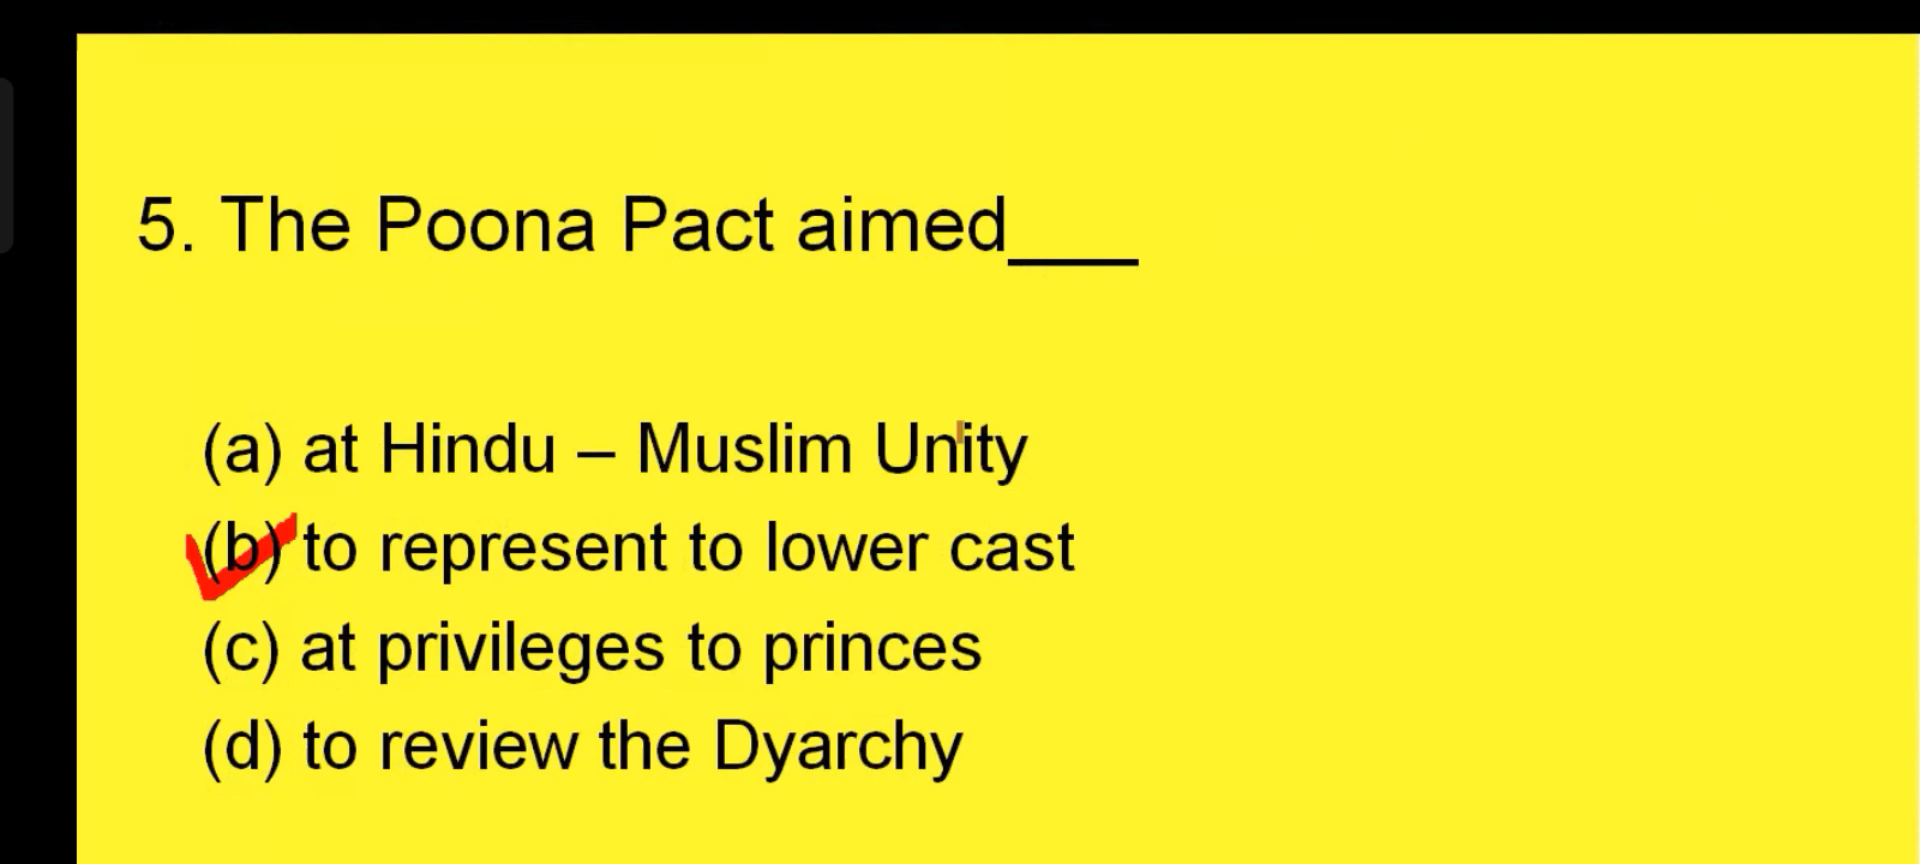 5. The Poona Pact aimed____
(a) at Hindu – Muslim Unity
(b) to represent to lower cast
(c) at privileges to princes
(d) to review the Dyarchy